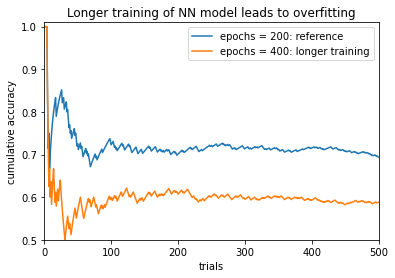 Longer training of NN model leads to overfitting
epochs = 200: reference
epochs = 400: longer training
cumulative accuracy
1.0
0.9
0.8
0.7
0.6
0.5
0
100
200
300
400
500
trials